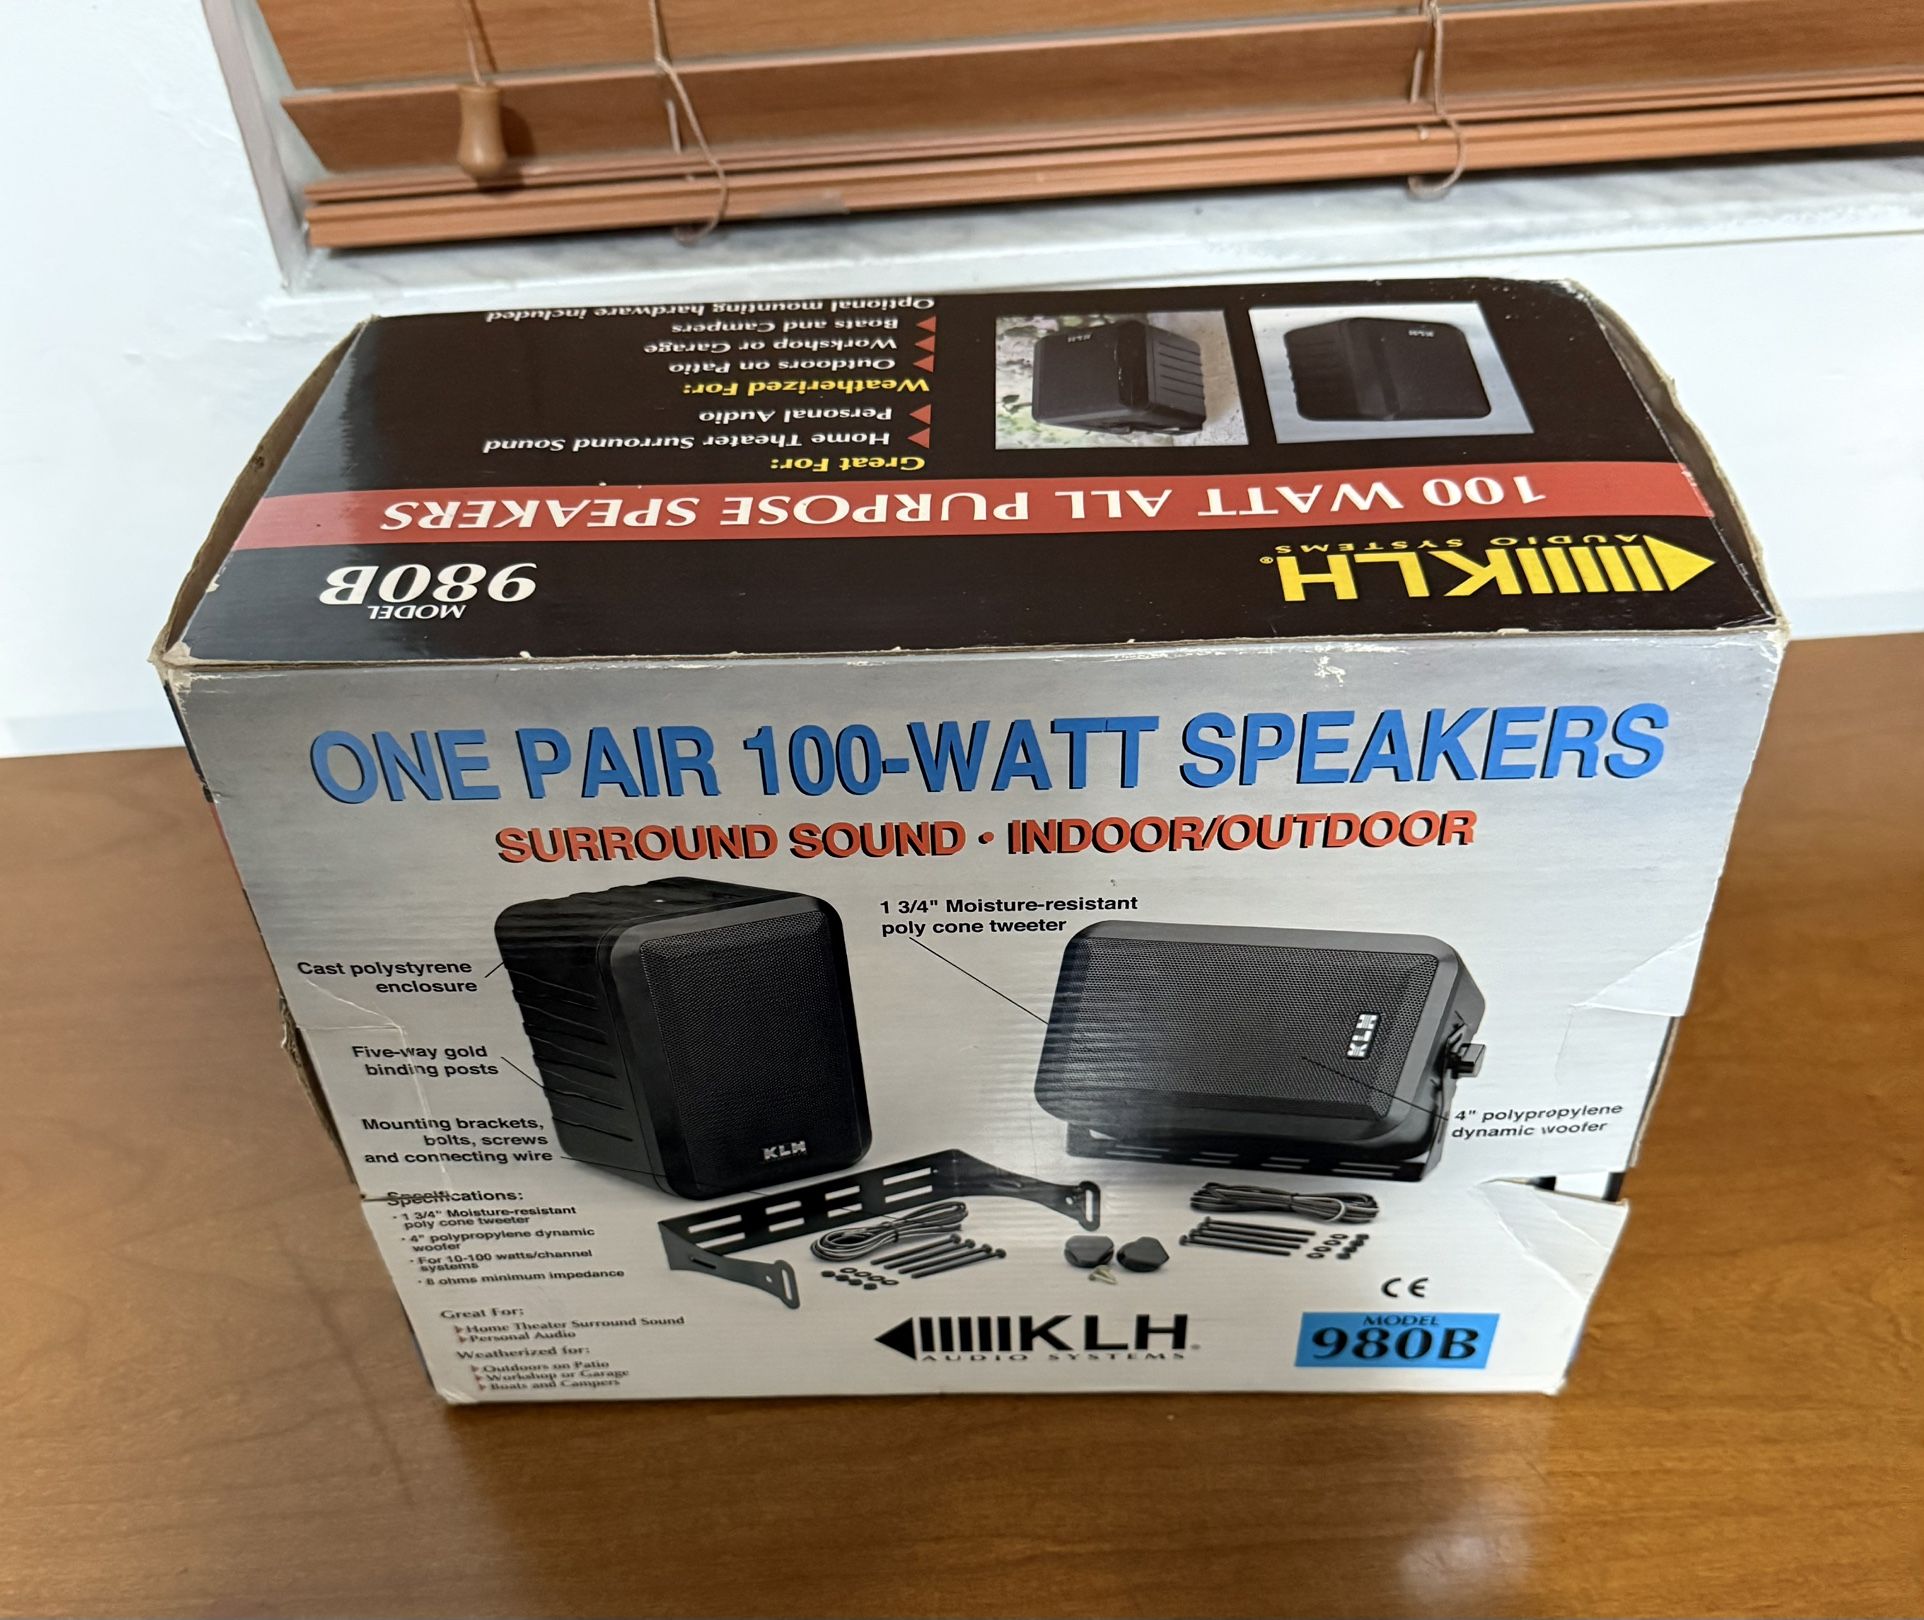 KLH®
AUDIO SYSTEMS
MODEL
980B
100 WATT ALL PURPOSE SPEAKERS
Great For:
Home Theater Surround Sound
Personal Audio
Weatherized For:
Outdoors on Patio
Workshop or Garage
Boats and Campers
Optional mounting hardware included
KLH
KLH
ONE PAIR 100-WATT SPEAKERS
SURROUND SOUND • INDOOR/OUTDOOR
1 3/4" Moisture-resistant
poly cone tweeter
Cast polystyrene
enclosure
Five-way gold
binding posts
Mounting brackets,
bolts, screws
and connecting wire
KLH
KLH
4" polypropylene
dynamic woofer
Specifications:
· 1 3/4" Moisture-resistant
poly cone tweeter
· 4" polypropylene dynamic
woofer
· For 10-100 watts/channel
systems
· 8 ohms minimum impedance
Great For:
Home Theater Surround Sound
Personal Audio
Weatherized for:
Outdoors on Patio
Workshop or Garage
Boats and Campers
KLH®
AUDIO SYSTEMS
CE
MODEL
980B